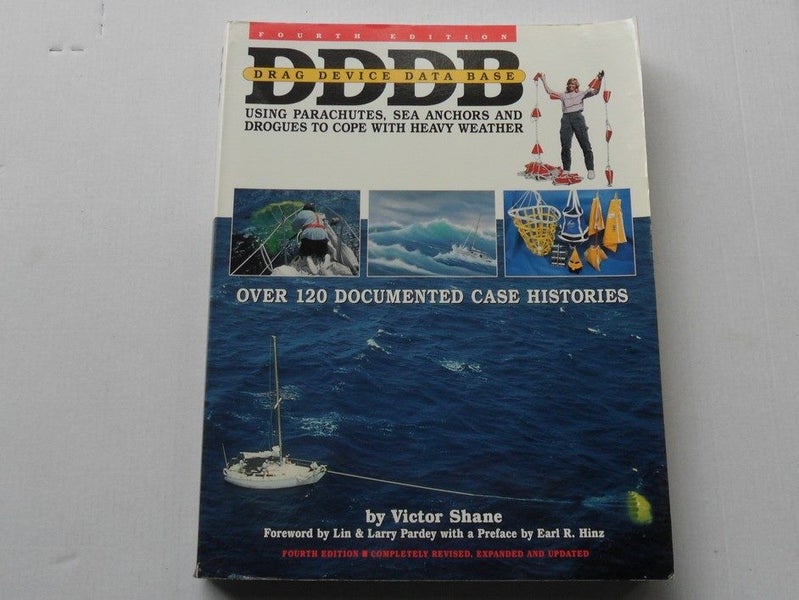 FOURTH EDITION
DDDB
DRAG DEVICE DATA BASE
USING PARACHUTES, SEA ANCHORS AND
DROGUES TO COPE WITH HEAVY WEATHER
OVER 120 DOCUMENTED CASE HISTORIES
by Victor Shane
Foreword by Lin & Larry Pardey with a Preface by Earl R. Hinz
FOURTH EDITION ■ COMPLETELY REVISED, EXPANDED AND UPDATED